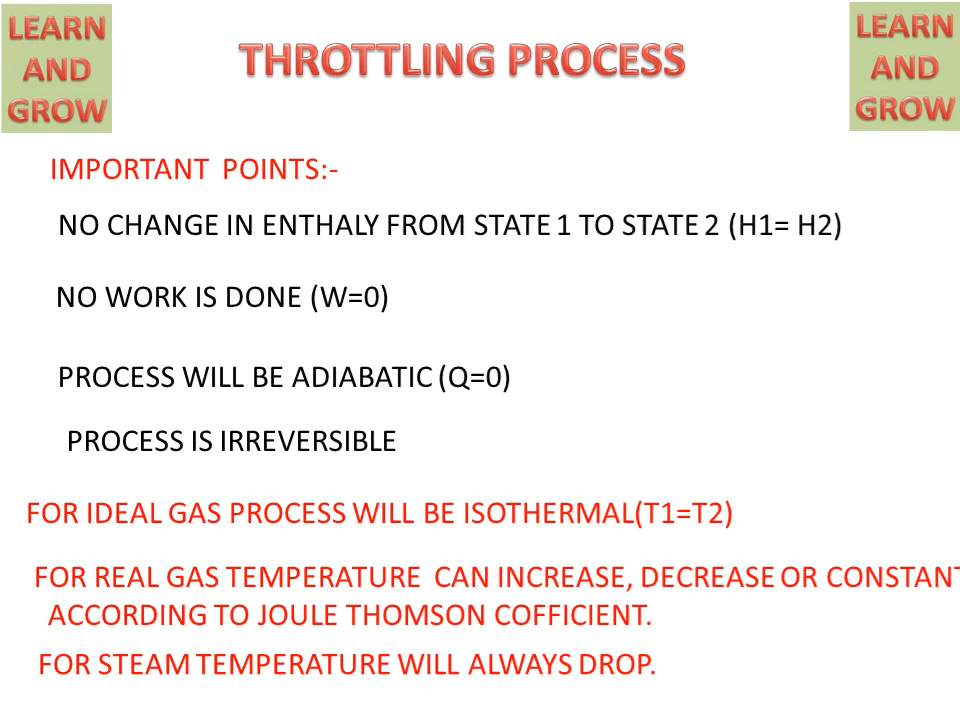 LEARN
AND
GROW
THROTTLING PROCESS
LEARN
AND
GROW
IMPORTANT POINTS:-
NO CHANGE IN ENTHALY FROM STATE 1 TO STATE 2 (H1= H2)
NO WORK IS DONE (W=0)
PROCESS WILL BE ADIABATIC (Q=0)
PROCESS IS IRREVERSIBLE
FOR IDEAL GAS PROCESS WILL BE ISOTHERMAL(T1=T2)
FOR REAL GAS TEMPERATURE CAN INCREASE, DECREASE OR CONSTANT
ACCORDING TO JOULE THOMSON COFFICIENT.
FOR STEAM TEMPERATURE WILL ALWAYS DROP.